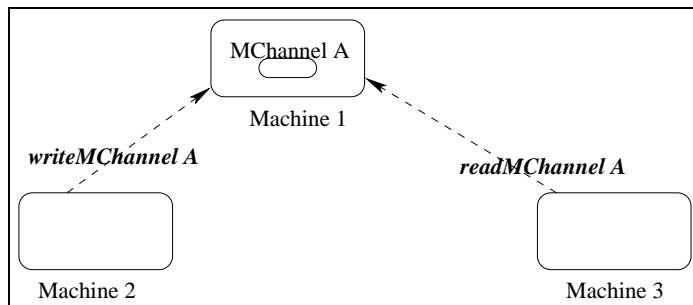 MChannel A
Machine 1
writeMChannel A
readMChannel A
Machine 2
Machine 3